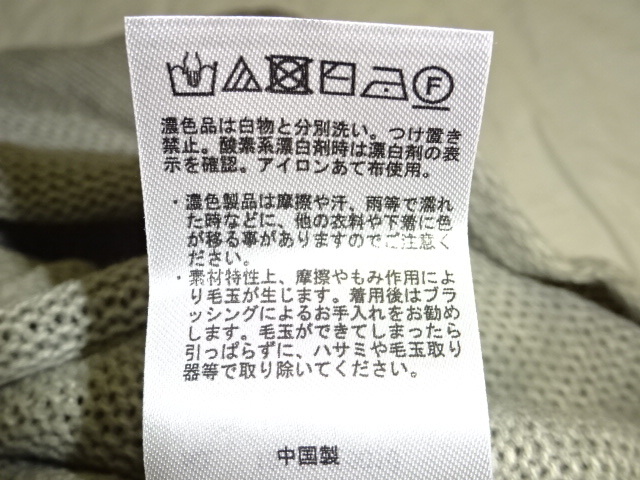 F
濃色品は白物と分別洗い。つけ置き
禁止。酸素系漂白剤時は漂白剤の表
示を確認。アイロンあて布使用。
・濃色製品は摩擦や汗、雨等で濡れ
た時などに、他の衣料や下着に色
が移る事がありますのでご注意く
ださい。
・素材特性上、摩擦やもみ作用によ
り毛玉が生じます。着用後はブラ
ッシングによるお手入れをお勧め
します。毛玉ができてしまったら
引っぱらずに、ハサミや毛玉取り
器等で取り除いてください。
中国製